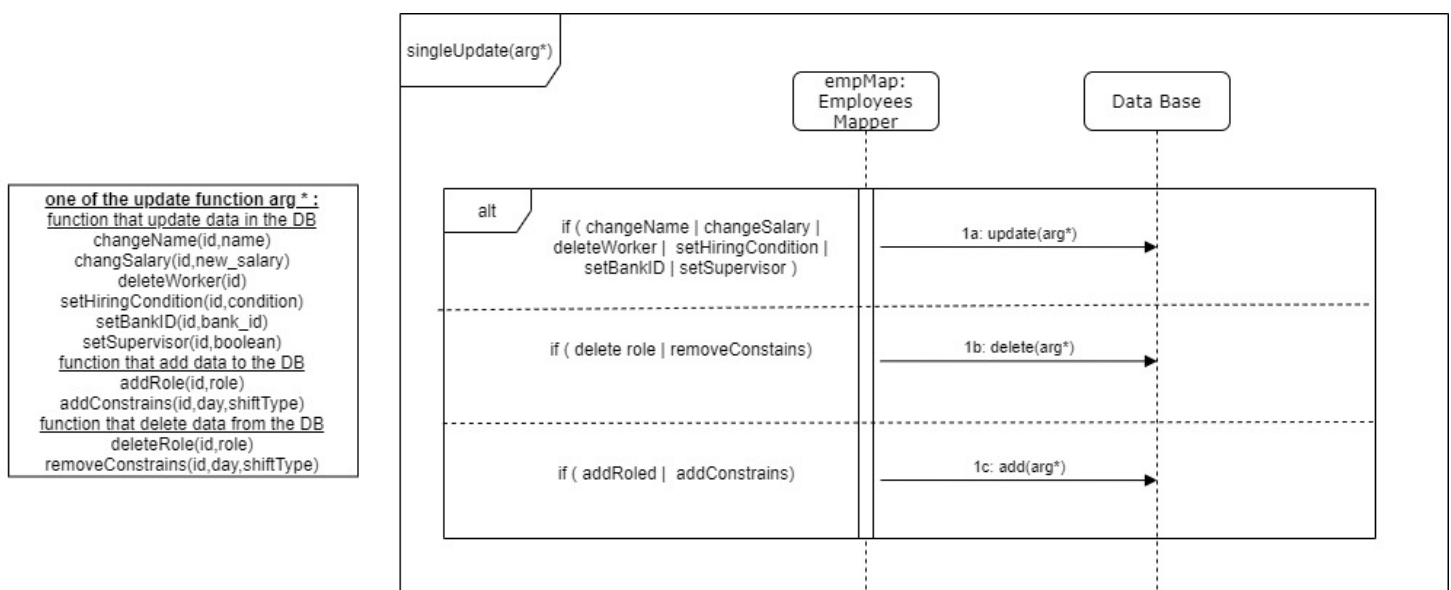 singleUpdate(arg*)
empMap:
Employees
Mapper
Data Base
one of the update function arg * :
function that update data in the DB
changeName(id,name)
changSalary(id,new_salary)
deleteWorker(id)
setHiringCondition(id,condition)
setBankID(id,bank_id)
setSupervisor(id,boolean)
function that add data to the DB
addRole(id,role)
addConstrains(id,day,shiftType)
function that delete data from the DB
deleteRole(id,role)
removeConstrains(id,day,shiftType)
alt
if ( changeName | changeSalary |
deleteWorker | setHiringCondition |
setBankID | setSupervisor )
1a: update(arg*)
if ( delete role | removeConstains)
1b: delete(arg*)
if ( addRoled | addConstrains)
1c: add(arg*)